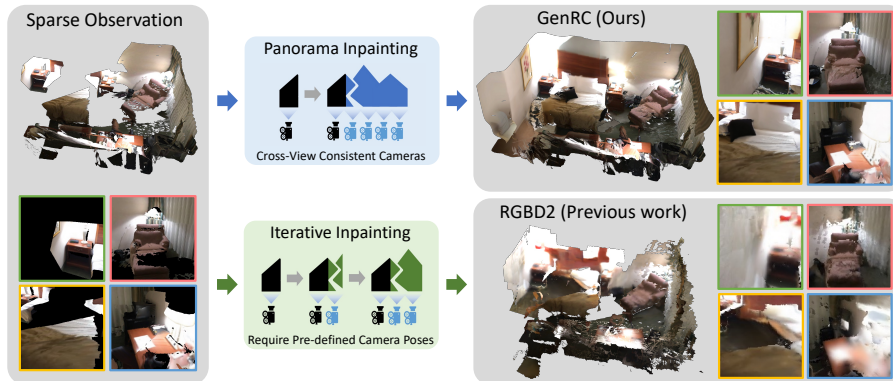 Sparse Observation
Panorama Inpainting
Cross-View Consistent Cameras
GenRC (Ours)
Iterative Inpainting
Require Pre-defined Camera Poses
RGBD2 (Previous work)